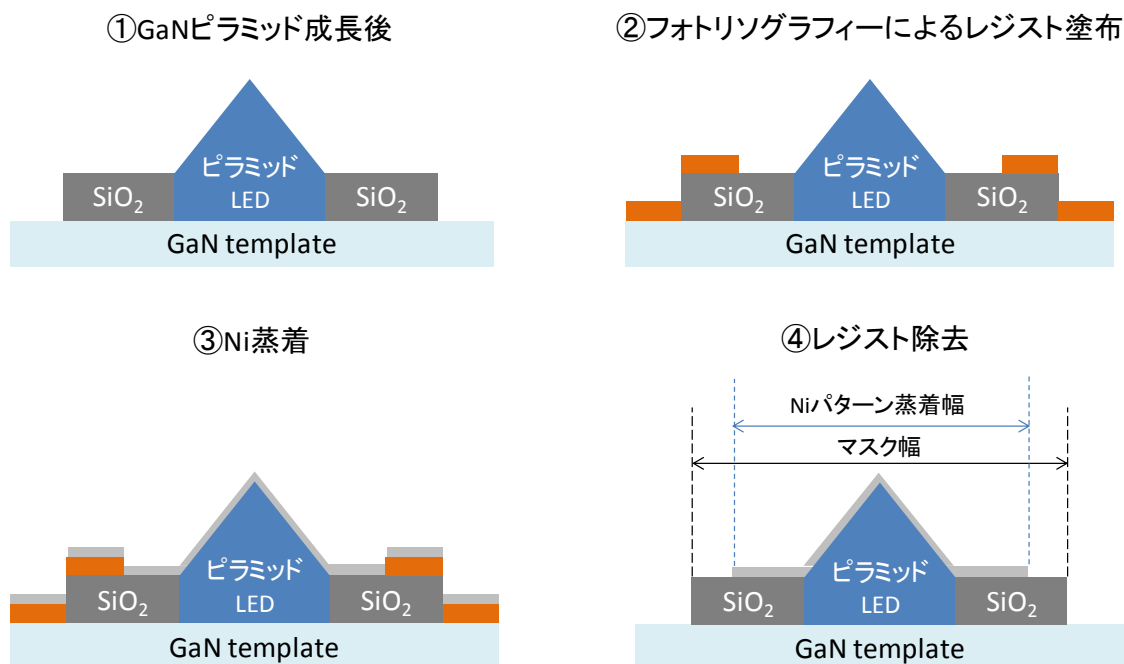 ①GaNピラミッド成長後
②フォトリソグラフィーによるレジスト塗布
ピラミッド
SiO₂
LED
SiO₂
GaN template
ピラミッド
SiO₂
LED
SiO₂
GaN template
③Ni蒸着
④レジスト除去
Niパターン蒸着幅
マスク幅
ピラミッド
SiO₂
LED
SiO₂
GaN template
ピラミッド
SiO₂
LED
SiO₂
GaN template